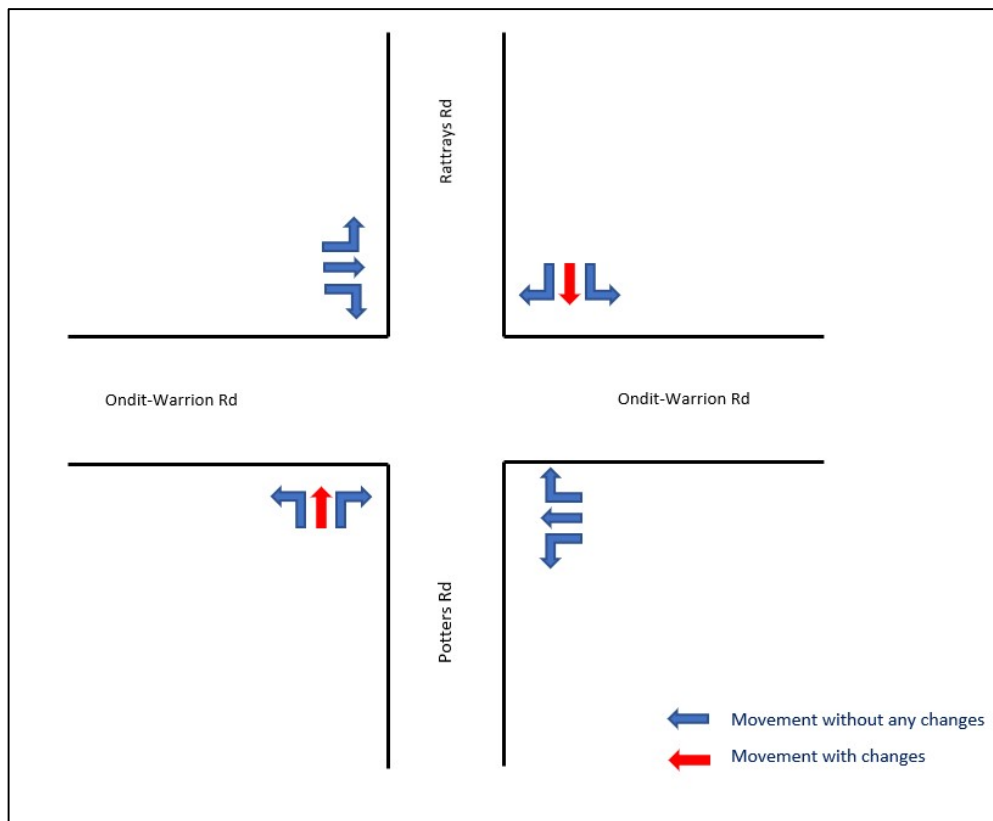 Rattrays Rd
Ondit-Warrion Rd
Ondit-Warrion Rd
Potters Rd
Movement without any changes
Movement with changes